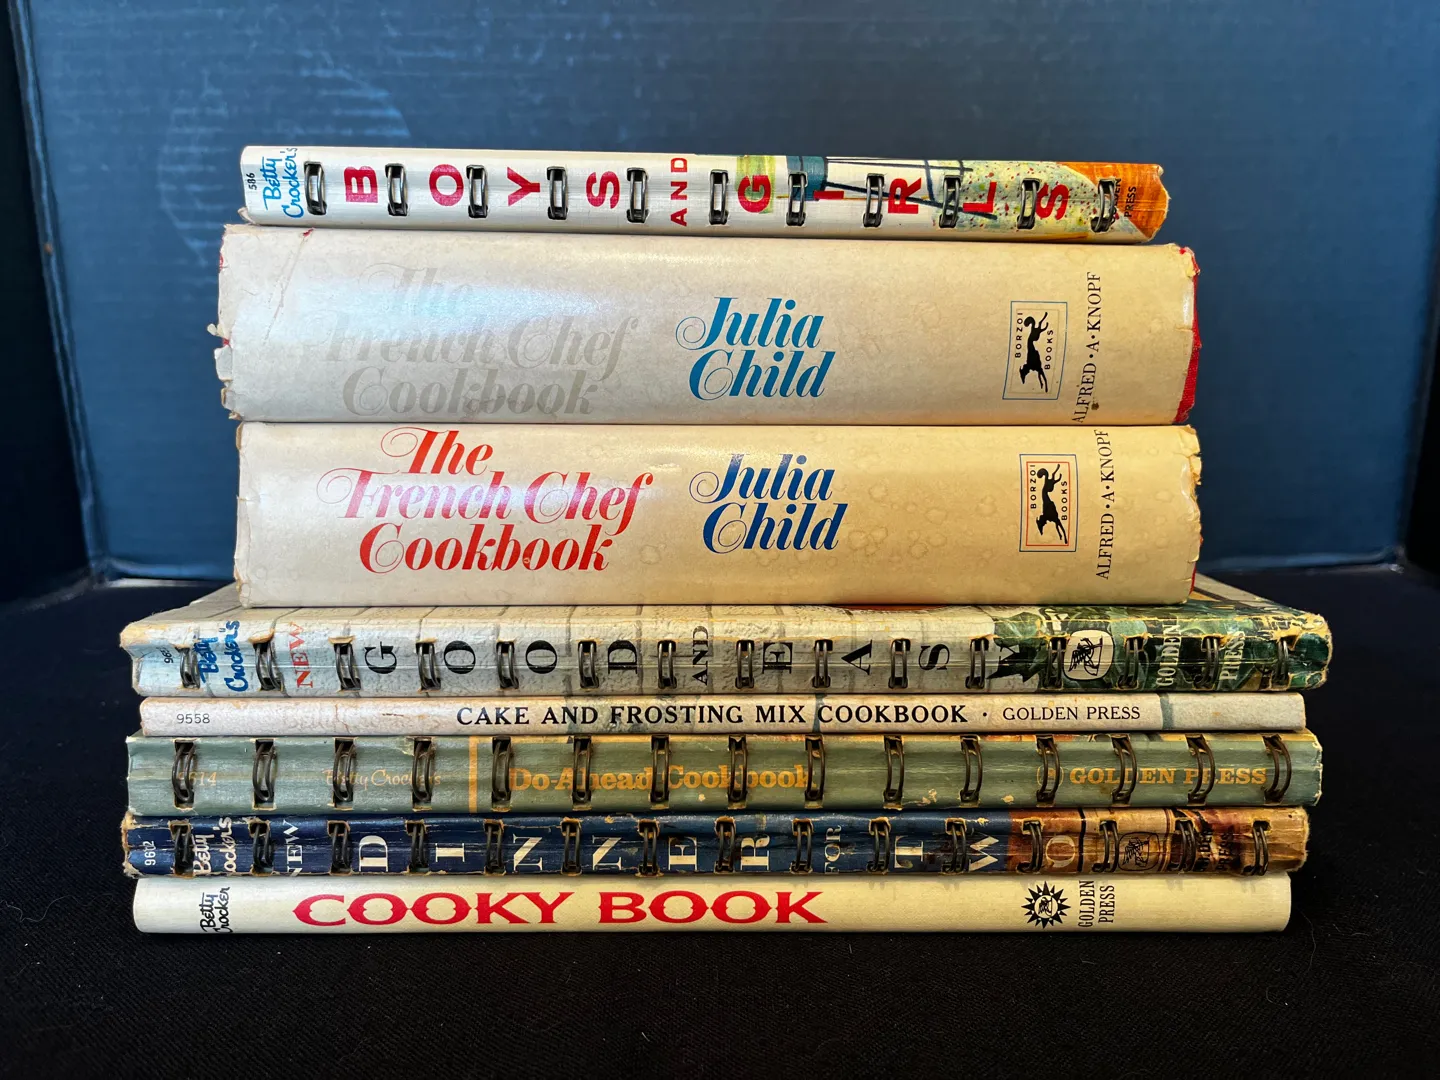 586
Betty
Crocker's
BOYS AND GIRLS
PRESS
The
French Chef
Cookbook
Julia
Child
BORZOI
BOOKS
ALFRED · A · KNOPF
The
French Chef
Cookbook
Julia
Child
BORZOI
BOOKS
ALFRED · A · KNOPF
Betty
Crocker's
NEW
GOOD AND EASY
GOLDEN
PRESS
9558
CAKE AND FROSTING MIX COOKBOOK · GOLDEN PRESS
Betty Crocker's
Do-Ahead Cookbook
GOLDEN PRESS
9612
BETTY
Crocker's
NEW
DINNER FOR TWO
Betty
Crocker
COOKY BOOK
GOLDEN
PRESS